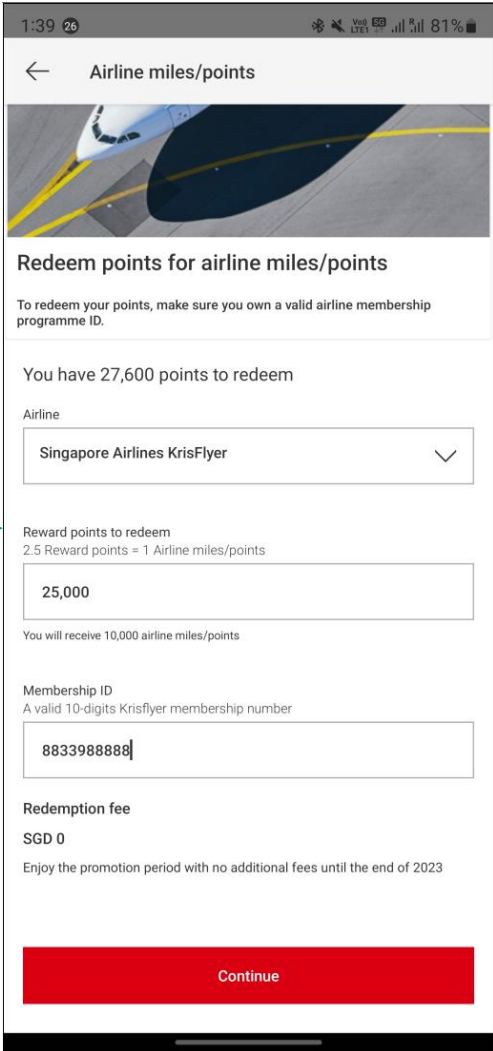 1:39 26 Vo) LTE1 5G R 81%
Airline miles/points
Redeem points for airline miles/points
To redeem your points, make sure you own a valid airline membership
programme ID.
You have 27,600 points to redeem
Airline
Singapore Airlines KrisFlyer
Reward points to redeem
2.5 Reward points = 1 Airline miles/points
25,000
You will receive 10,000 airline miles/points
Membership ID
A valid 10-digits Krisflyer membership number
8833988888
Redemption fee
SGD 0
Enjoy the promotion period with no additional fees until the end of 2023
Continue